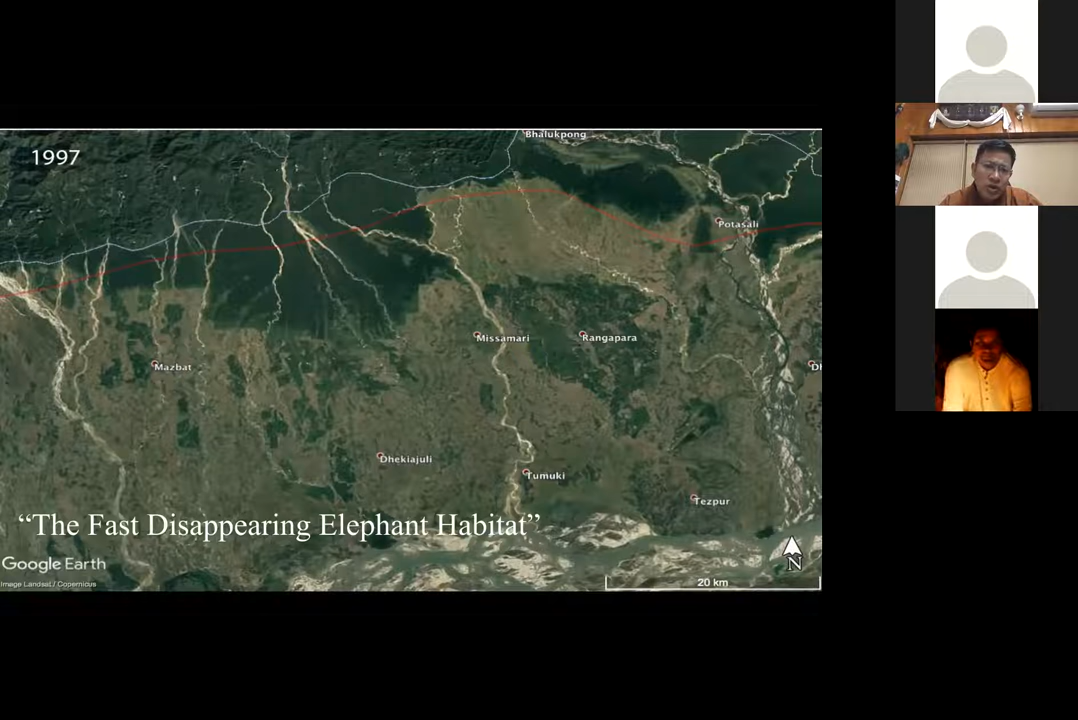 Bhalukpong
1997
Potasali
Missamari
Rangapara
Mazbat
Dhekiajuli
Tumuki
Tezpur
“The Fast Disappearing Elephant Habitat”
Google Earth
N
20 km
Image Landsat / Copernicus